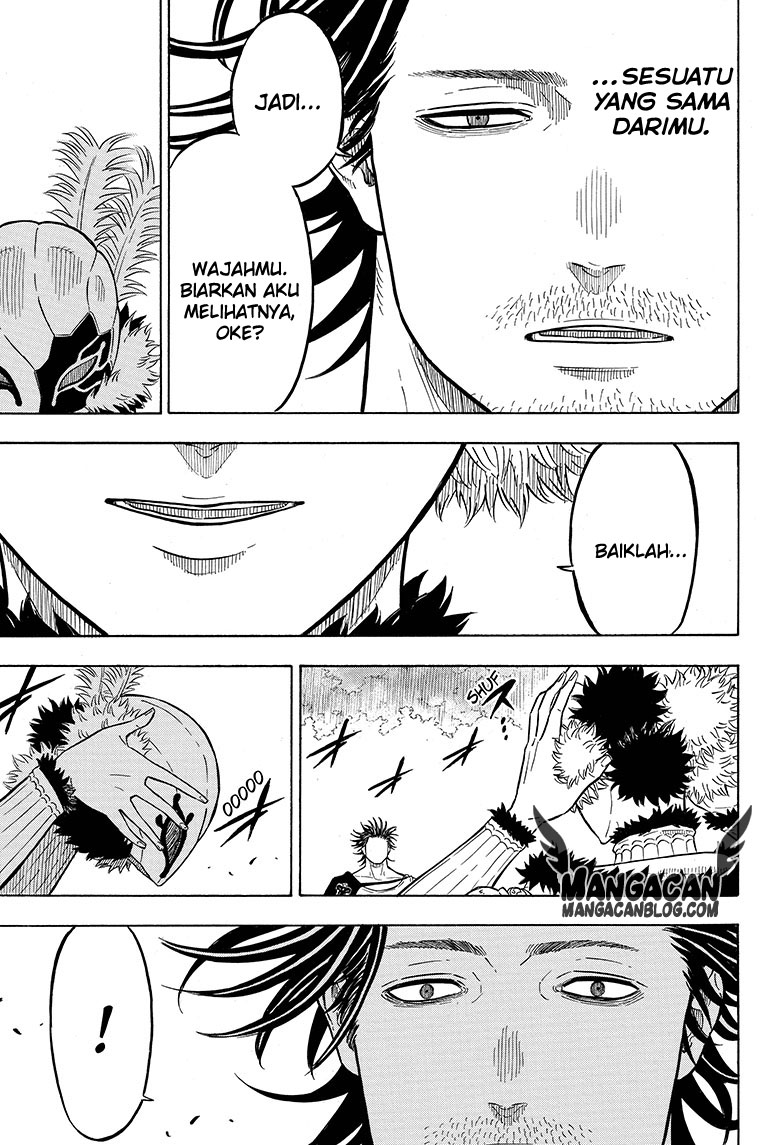 ...SESUATU
YANG SAMA
DARIMU.
JADI...
WAJAHMU.
BIARKAN AKU
MELIHATNYA,
OKE?
BAIKLAH...
SHUF
OOOOO
MANGACAN
MANGACANBLOG.COM
!